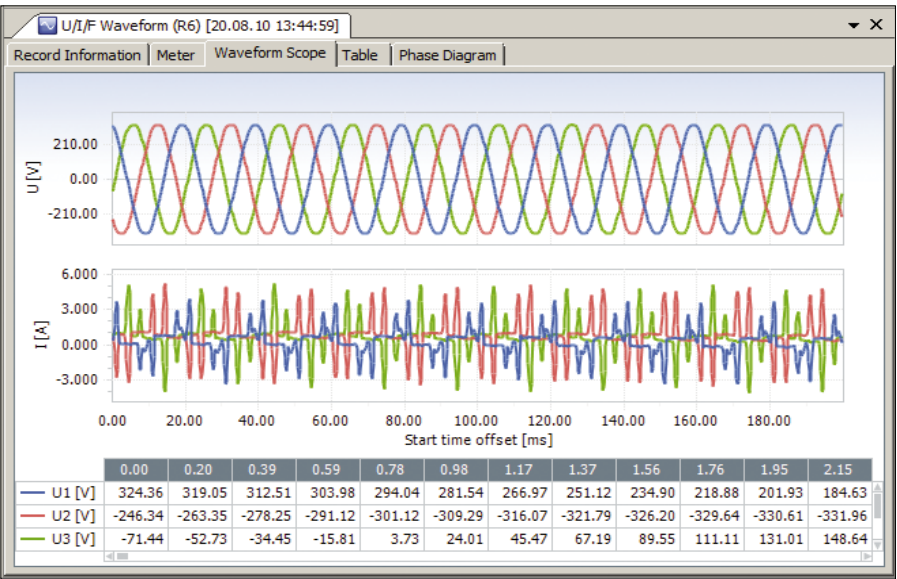 U/I/F Waveform (R6) [20.08.10 13:44:59]
Record Information Meter Waveform Scope Table Phase Diagram
U [V]
210.00
0.00
-210.00
I [A]
6.000
3.000
0.000
-3.000
0.00 20.00 40.00 60.00 80.00 100.00 120.00 140.00 160.00 180.00
Start time offset [ms]
0.00 0.20 0.39 0.59 0.78 0.98 1.17 1.37 1.56 1.76 1.95 2.15
U1 [V] 324.36 319.05 312.51 303.98 294.04 281.54 266.97 251.12 234.90 218.88 201.93 184.63
U2 [V] -246.34 -263.35 -278.25 -291.12 -301.12 -309.29 -316.07 -321.79 -326.20 -329.64 -330.61 -331.96
U3 [V] -71.44 -52.73 -34.45 -15.81 3.73 24.01 45.47 67.19 89.55 111.11 131.01 148.64